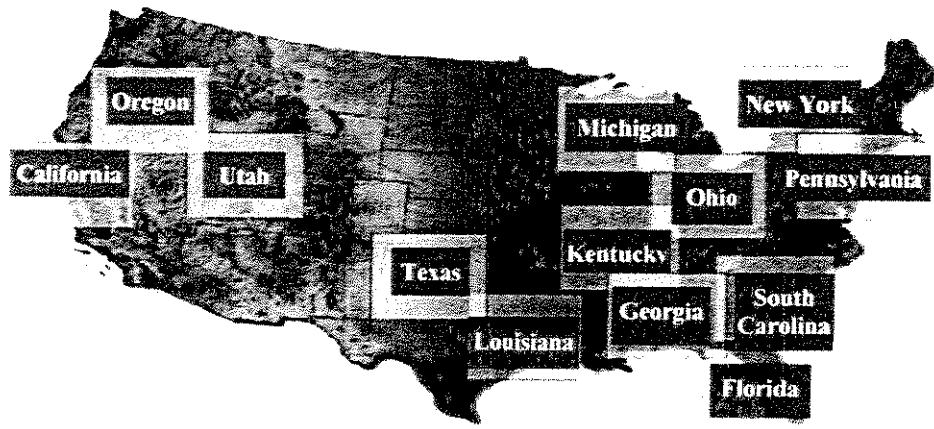 Oregon
Michigan
New York
California
Utah
Ohio
Pennsylvania
Kentucky
Texas
Georgia
South
Carolina
Louisiana
Florida